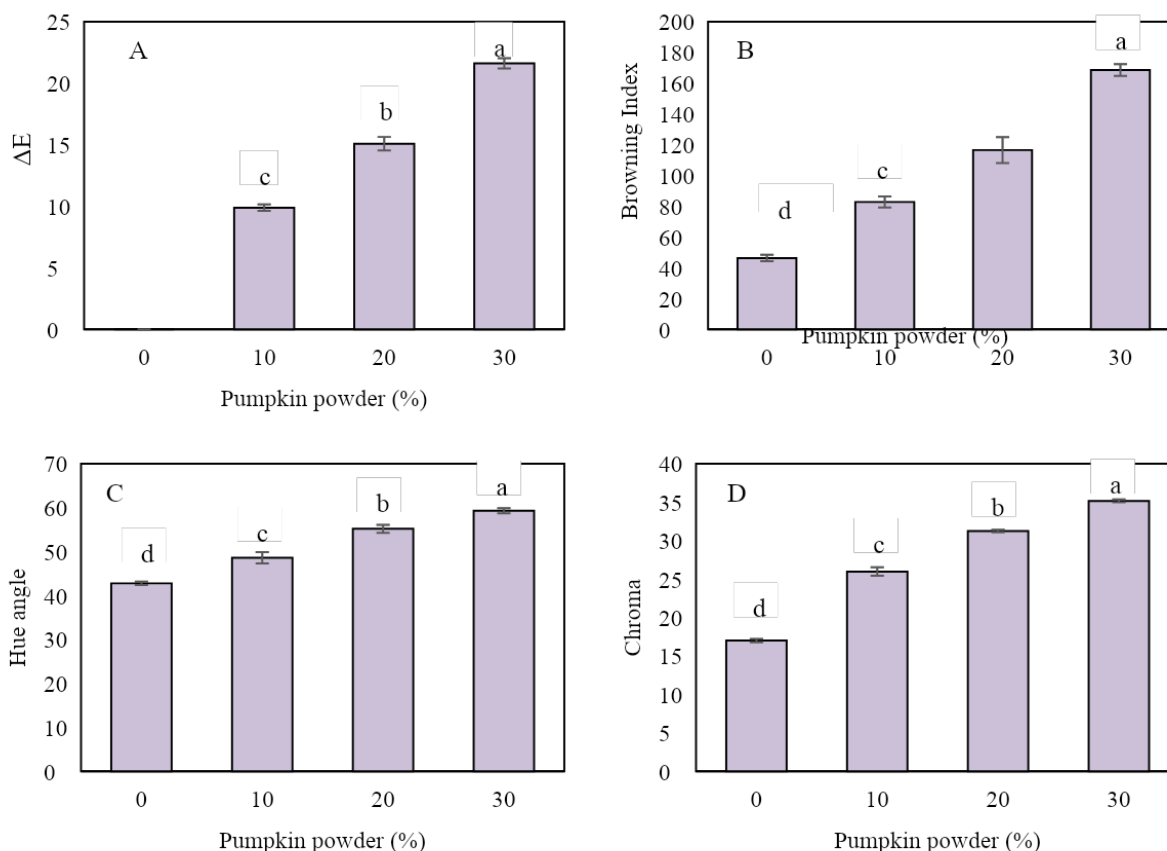 A
ΔE
25
20
15
10
5
0
c
b
a
0 10 20 30
Pumpkin powder (%)
B
Browning Index
200
180
160
140
120
100
80
60
40
20
0
d
c
a
Pumpkin powder (%)
0 10 20 30
C
Hue angle
70
60
50
40
30
20
10
0
d
c
b
a
0 10 20 30
Pumpkin powder (%)
D
Chroma
40
35
30
25
20
15
10
5
0
d
c
b
a
0 10 20 30
Pumpkin powder (%)